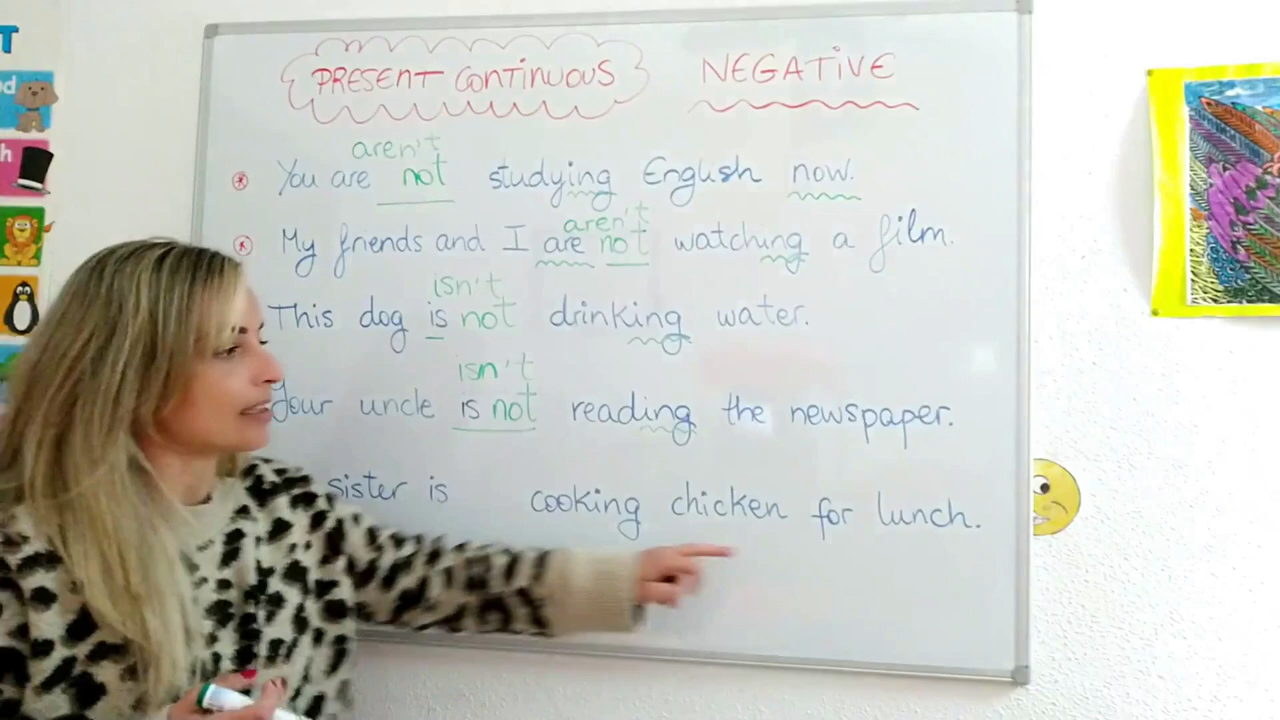 PRESENT CONTINUOUS NEGATIVE
aren't
You are not studying English now.
aren't
My friends and I are not watching a film.
isn't
This dog is not drinking water.
isn't
Your uncle is not reading the newspaper.
sister is cooking chicken for lunch.